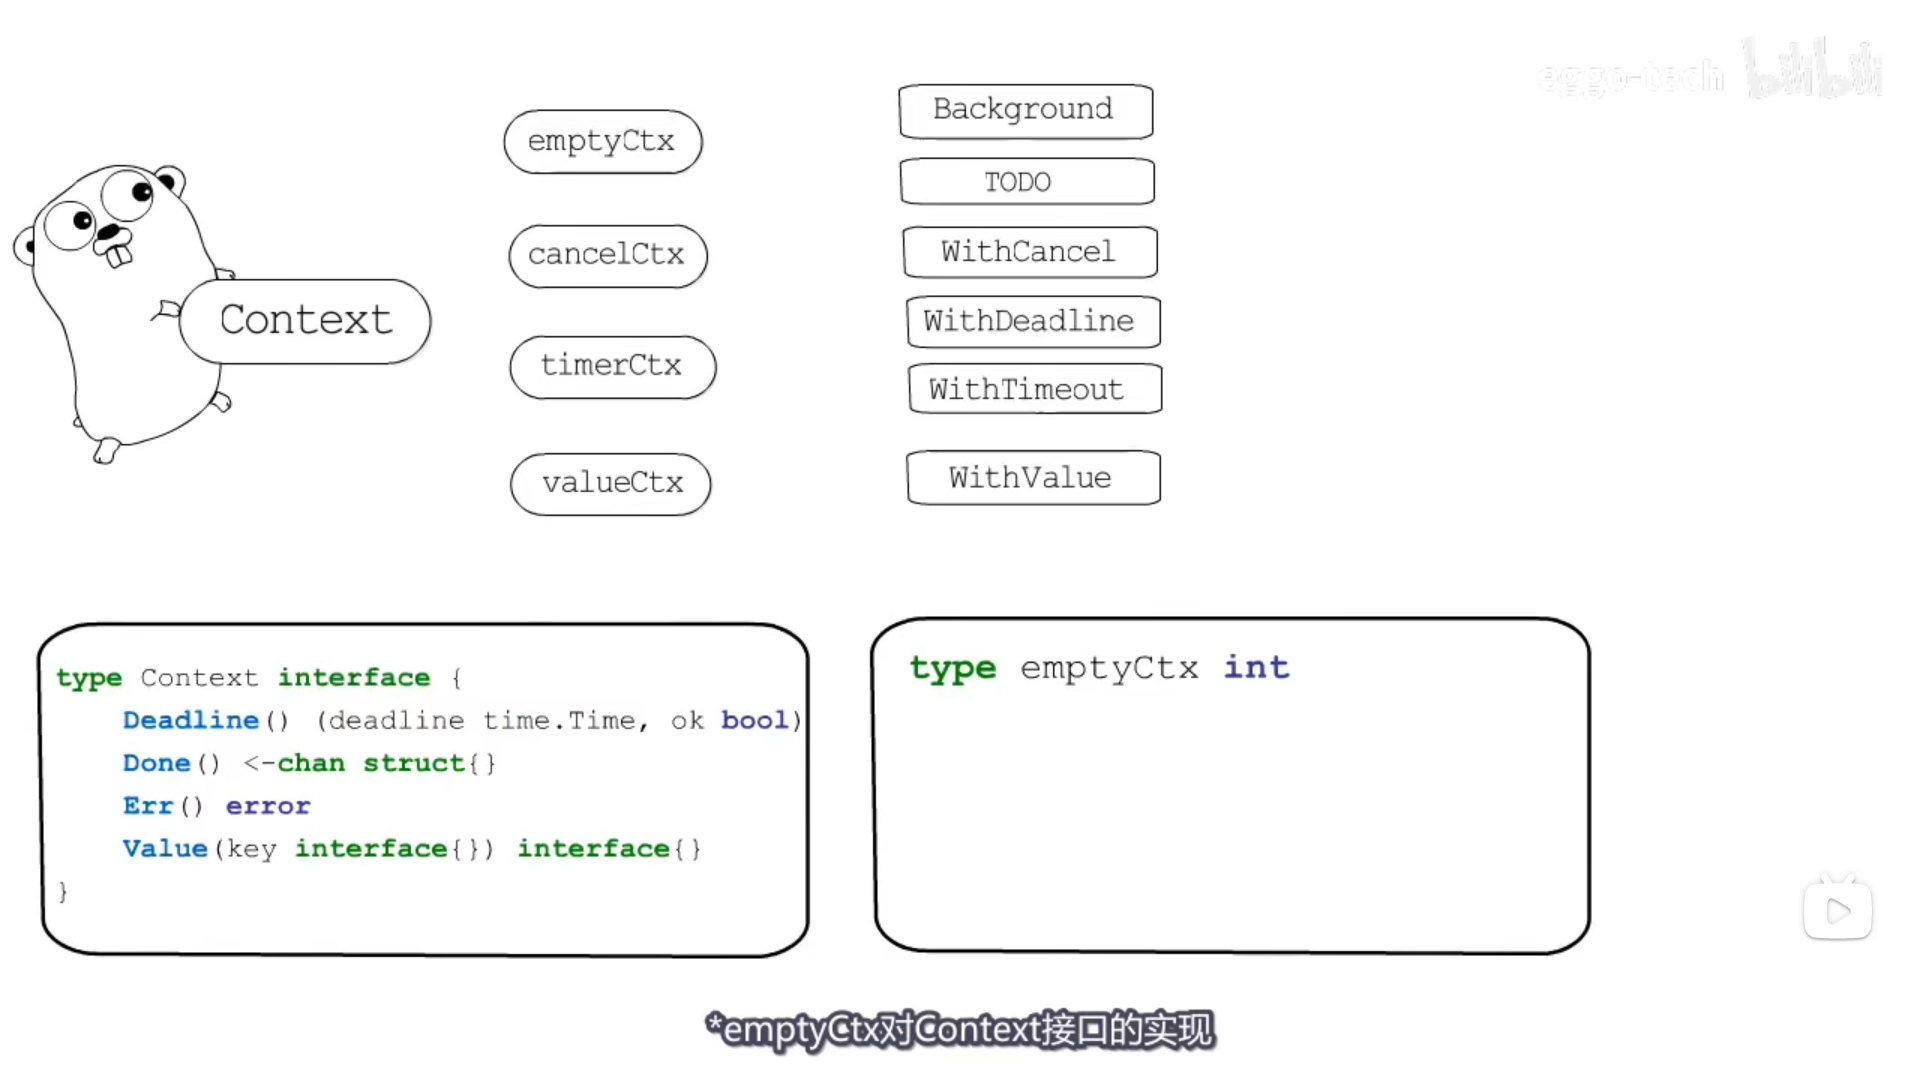 eggo-tech bilibili
Background
emptyCtx
TODO
cancelCtx
WithCancel
Context
WithDeadline
timerCtx
WithTimeout
valueCtx
WithValue
type Context interface {
Deadline() (deadline time.Time, ok bool)
Done() <-chan struct{}
Err() error
Value(key interface{}) interface{}
}
type emptyCtx int
*emptyCtx对Context接口的实现